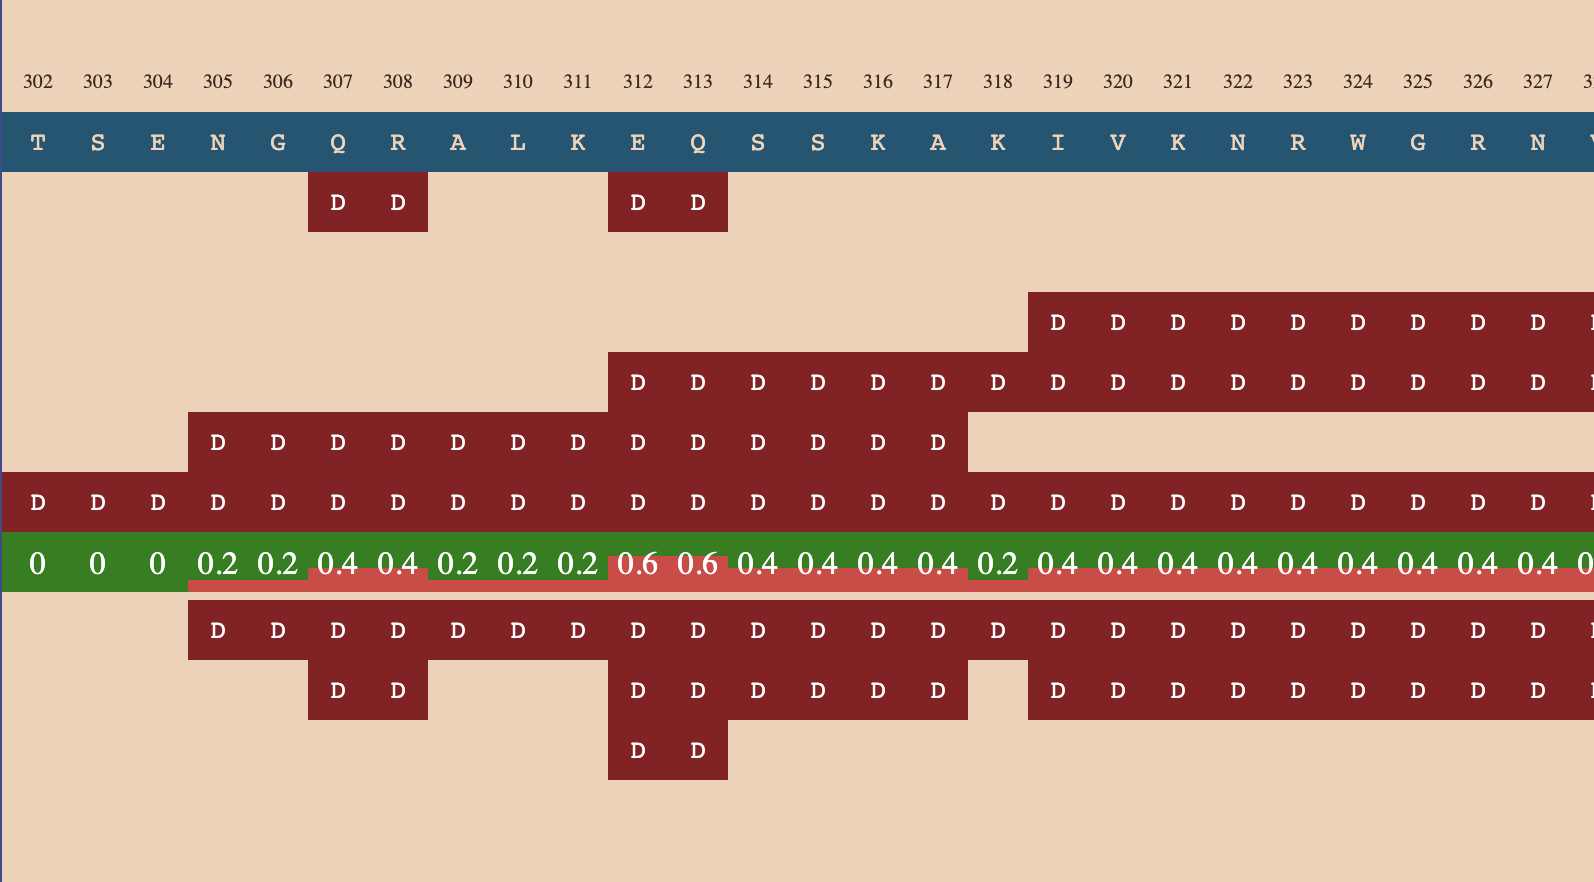 302 303 304 305 306 307 308 309 310 311 312 313 314 315 316 317 318 319 320 321 322 323 324 325 326 327
T S E N G Q R A L K E Q S S K A K I V K N R W G R N
D D D D
D D D D D D D D D
D D D D D D D D D D D D D D D D
D D D D D D D D D D D D D
D D D D D D D D D D D D D D D D D D D D D D D D D D
0 0 0 0.2 0.2 0.4 0.4 0.2 0.2 0.2 0.6 0.6 0.4 0.4 0.4 0.4 0.2 0.4 0.4 0.4 0.4 0.4 0.4 0.4 0.4 0.4
D D D D D D D D D D D D D D D D D D D D D D D
D D D D D D D D D D D D D D D D D
D D